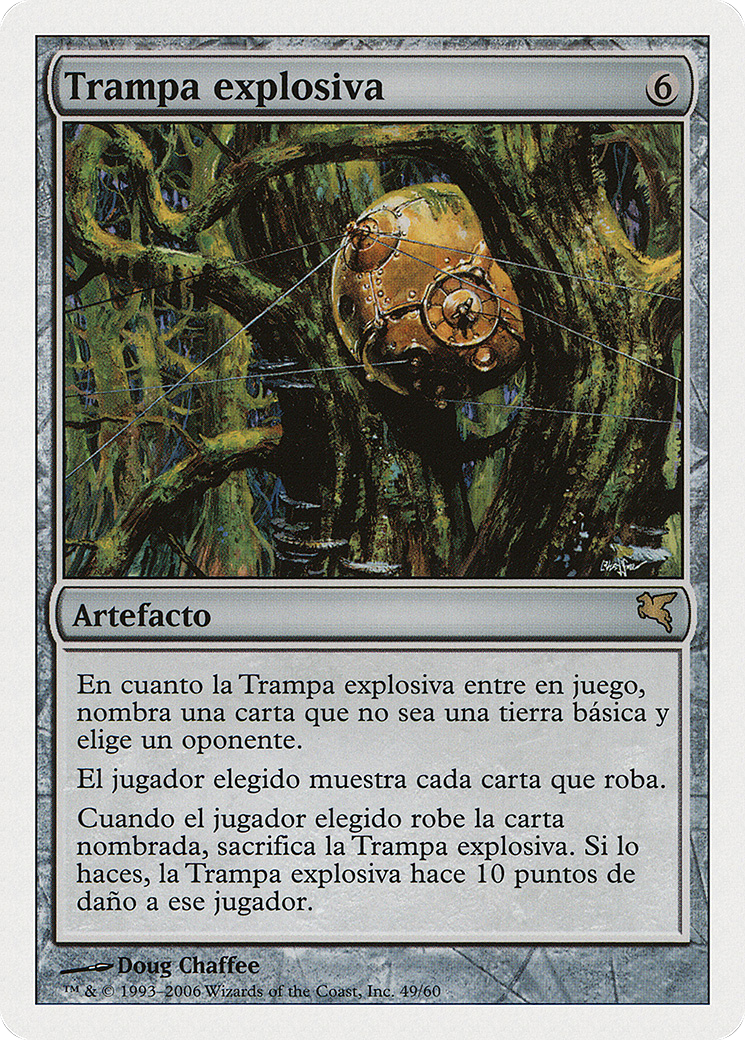 Trampa explosiva
6
Artefacto
En cuanto la Trampa explosiva entre en juego,
nombra una carta que no sea una tierra básica y
elige un oponente.
El jugador elegido muestra cada carta que roba.
Cuando el jugador elegido robe la carta
nombrada, sacrifica la Trampa explosiva. Si lo
haces, la Trampa explosiva hace 10 puntos de
daño a ese jugador.
Doug Chaffee
™ & © 1993–2006 Wizards of the Coast, Inc. 49/60